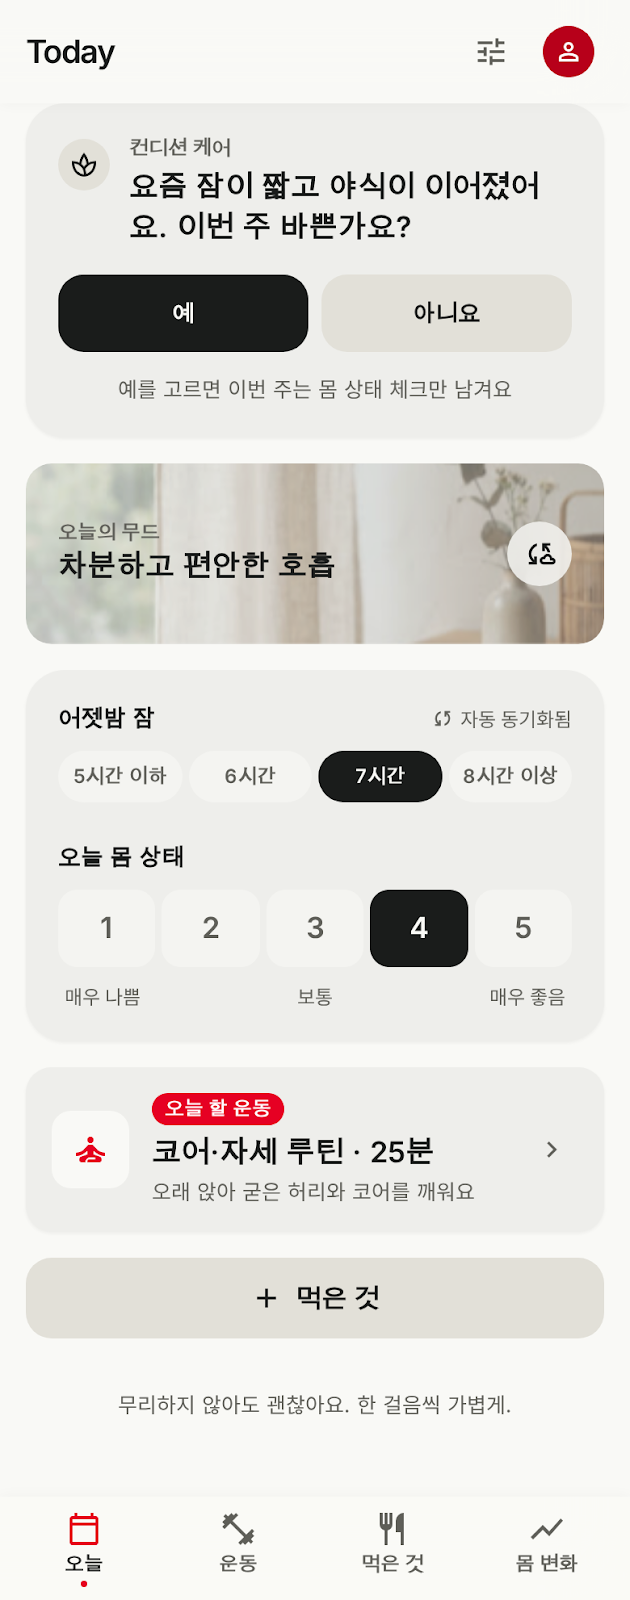 Today
컨디션 케어
요즘 잠이 짧고 야식이 이어졌어
요. 이번 주 바쁜가요?
예
아니요
예를 고르면 이번 주는 몸 상태 체크만 남겨요
오늘의 무드
차분하고 편안한 호흡
어젯밤 잠
자동 동기화됨
5시간 이하
6시간
7시간
8시간 이상
오늘 몸 상태
1
2
3
4
5
매우 나쁨
보통
매우 좋음
오늘 할 운동
코어·자세 루틴 · 25분
오래 앉아 굳은 허리와 코어를 깨워요
+ 먹은 것
무리하지 않아도 괜찮아요. 한 걸음씩 가볍게.
오늘
운동
먹은 것
몸 변화